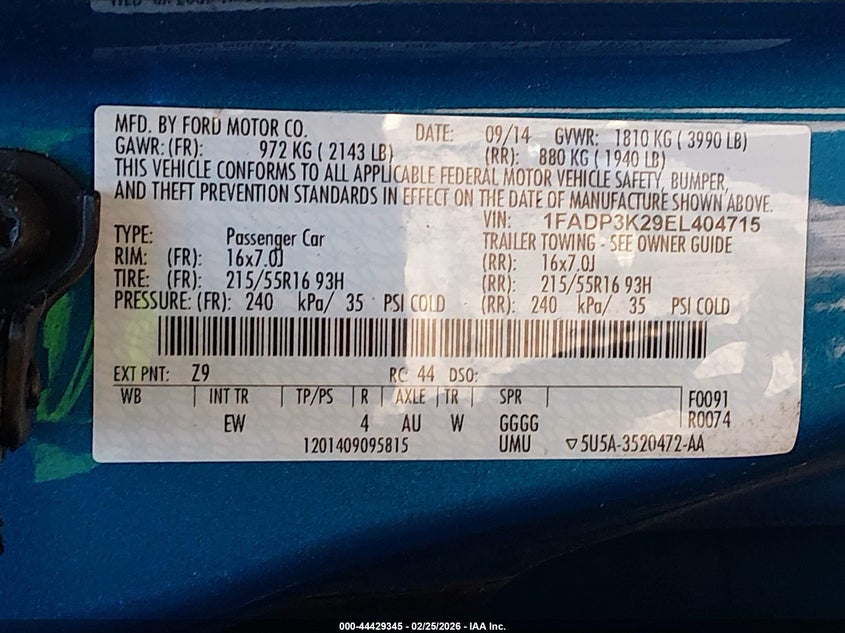 MFD. BY FORD MOTOR CO. DATE: 09/14 GVWR: 1810 KG ( 3990 LB)
GAWR: (FR): 972 KG ( 2143 LB) (RR): 880 KG ( 1940 LB)
THIS VEHICLE CONFORMS TO ALL APPLICABLE FEDERAL MOTOR VEHICLE SAFETY, BUMPER,
AND THEFT PREVENTION STANDARDS IN EFFECT ON THE DATE OF MANUFACTURE SHOWN ABOVE.
VIN: 1FADP3K29EL404715
TYPE: Passenger Car TRAILER TOWING - SEE OWNER GUIDE
RIM: (FR): 16x7.0J (RR): 16x7.0J
TIRE: (FR): 215/55R16 93H (RR): 215/55R16 93H
PRESSURE: (FR): 240 kPa/ 35 PSI COLD (RR): 240 kPa/ 35 PSI COLD
EXT PNT: Z9 RC: 44 DSO:
WB INT TR TP/PS R AXLE TR SPR F0091
EW 4 AU W GGGG R0074
1201409095815 UMU ▽5U5A-3520472-AA
000-44429345 - 02/25/2026 - IAA Inc.